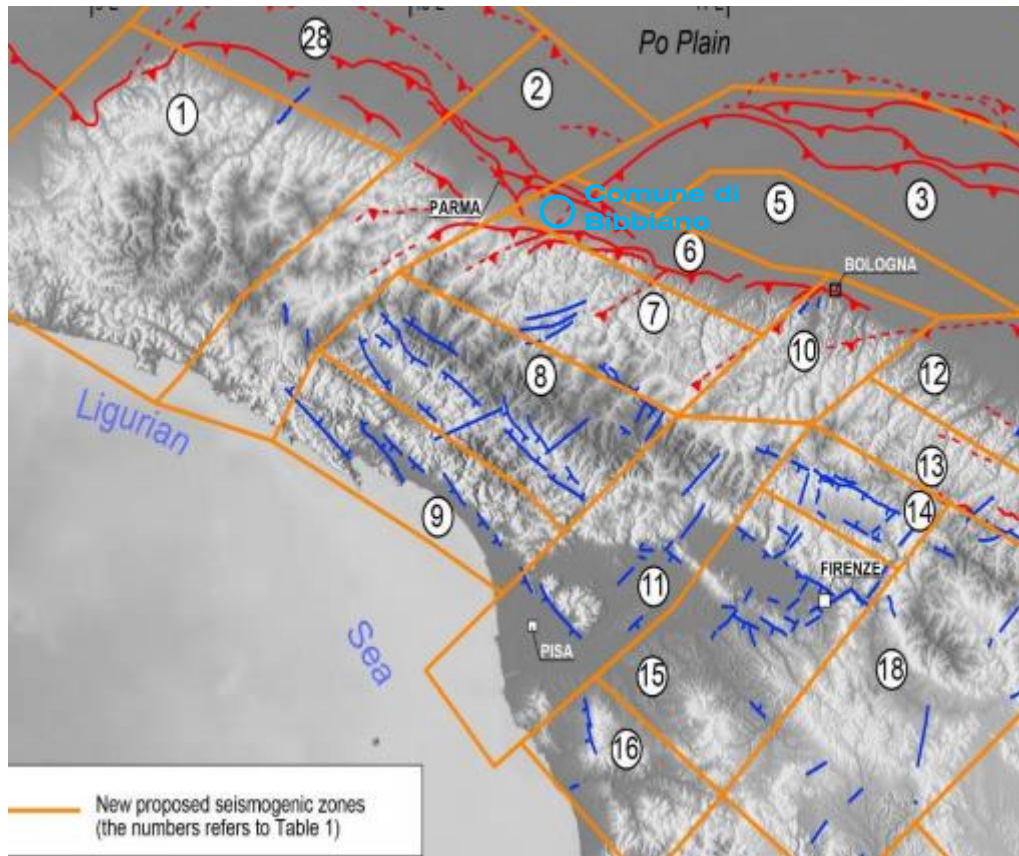 28
Po Plain
2
1
Comune di
Bibbiano
5
3
PARMA
6
BOLOGNA
7
10
8
12
Ligurian
13
9
14
FIRENZE
11
Sea
PISA
15
18
16
New proposed seismogenic zones
(the numbers refers to Table 1)